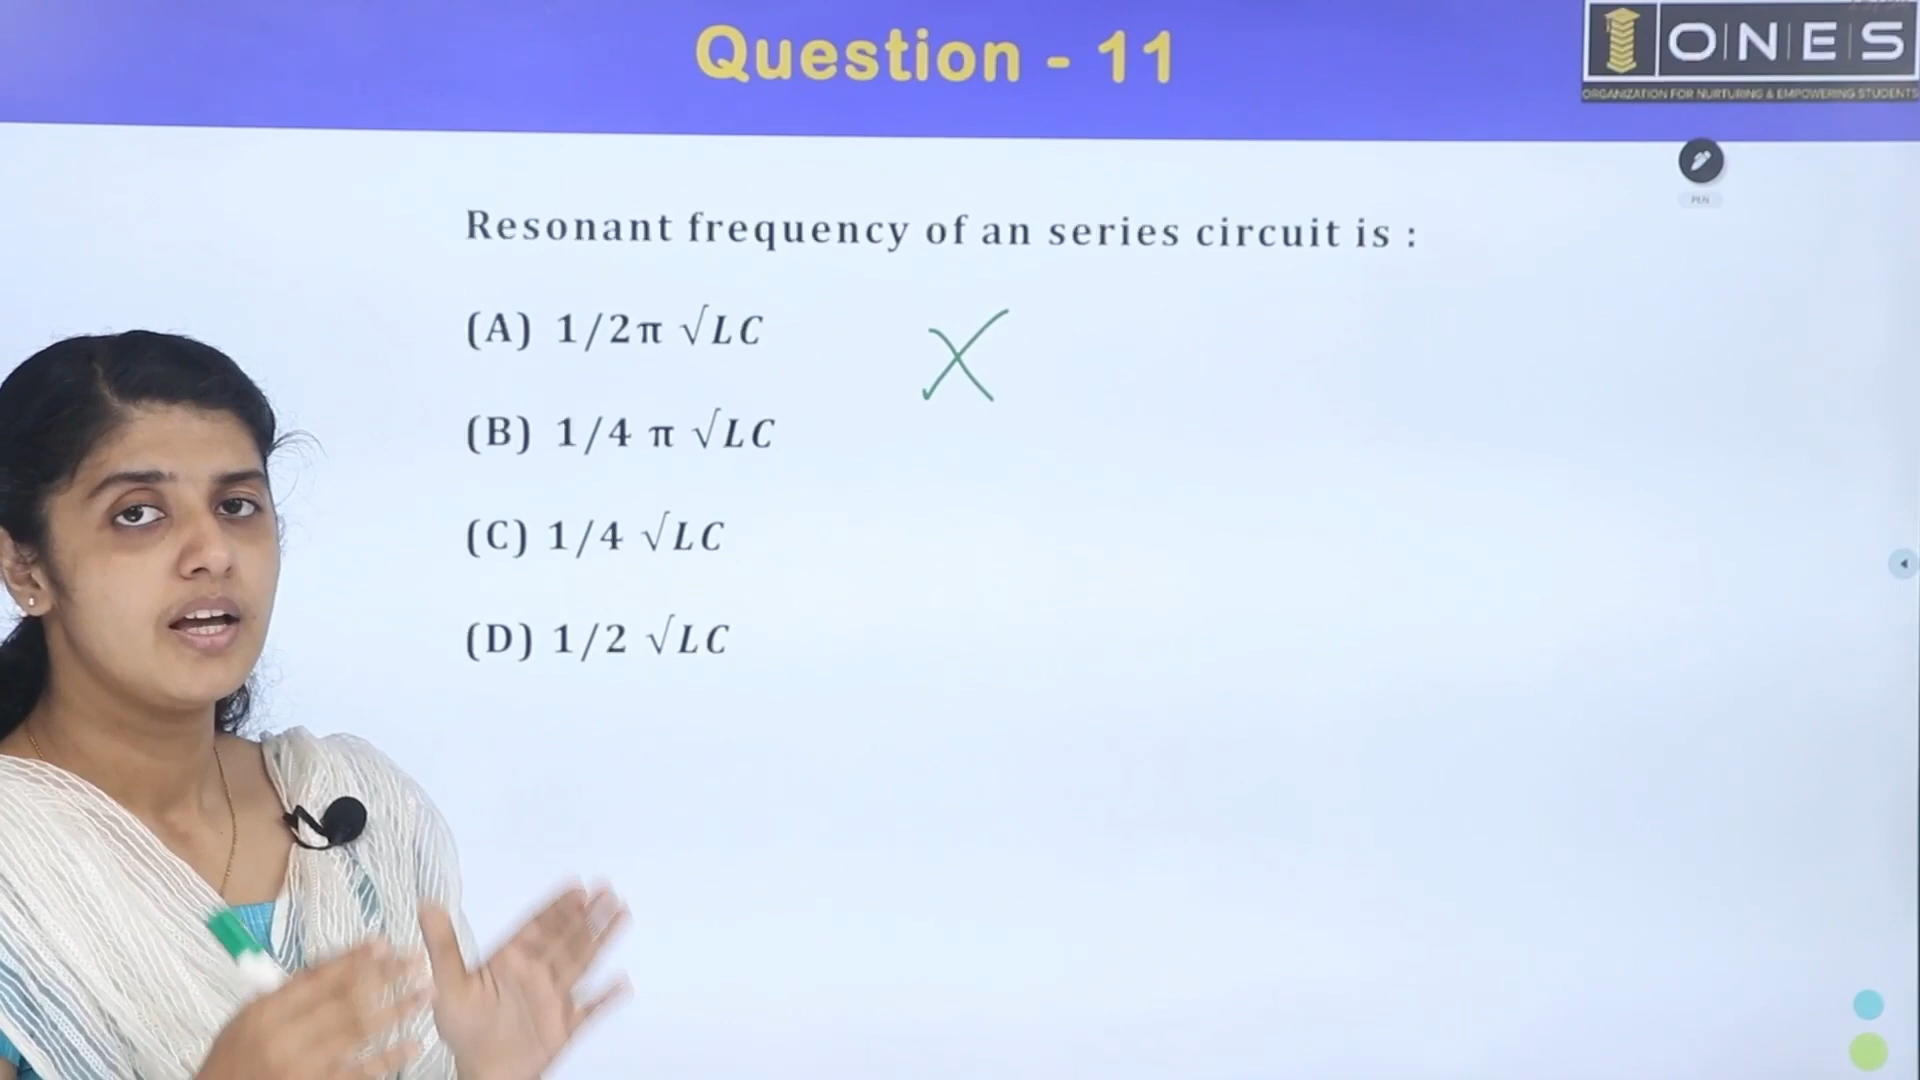 Question - 11
O|N|E|S
ORGANIZATION FOR NURTURING & EMPOWERING STUDENTS
PEN
Resonant frequency of an series circuit is :
(A) 1/2π √LC
X
(B) 1/4 π √LC
(C) 1/4 √LC
(D) 1/2 √LC